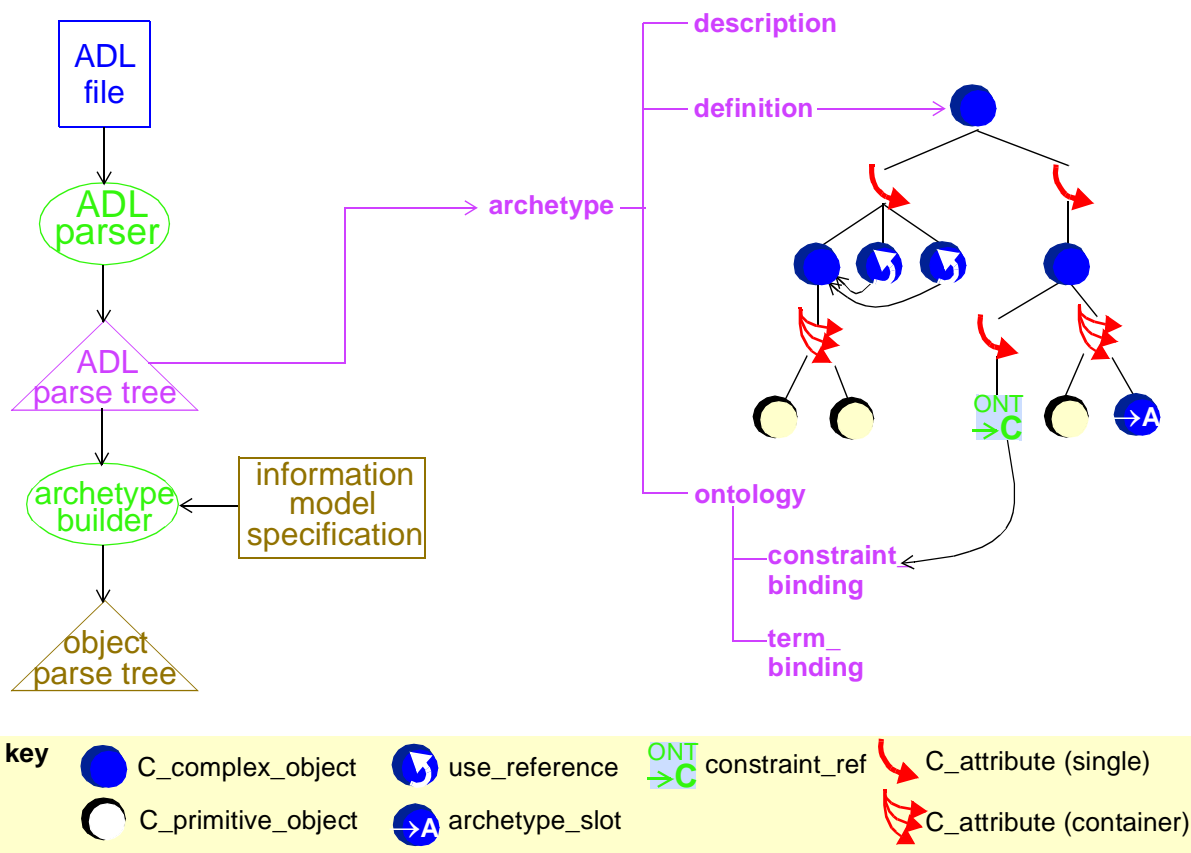 ADL
file
ADL
parser
ADL
parse tree
archetype
builder
information
model
specification
object
parse tree
archetype
description
definition
ONT
→C
→A
ontology
constraint_
binding
term_
binding
key
C_complex_object
use_reference
ONT
→C
constraint_ref
C_attribute (single)
C_primitive_object
→A
archetype_slot
C_attribute (container)